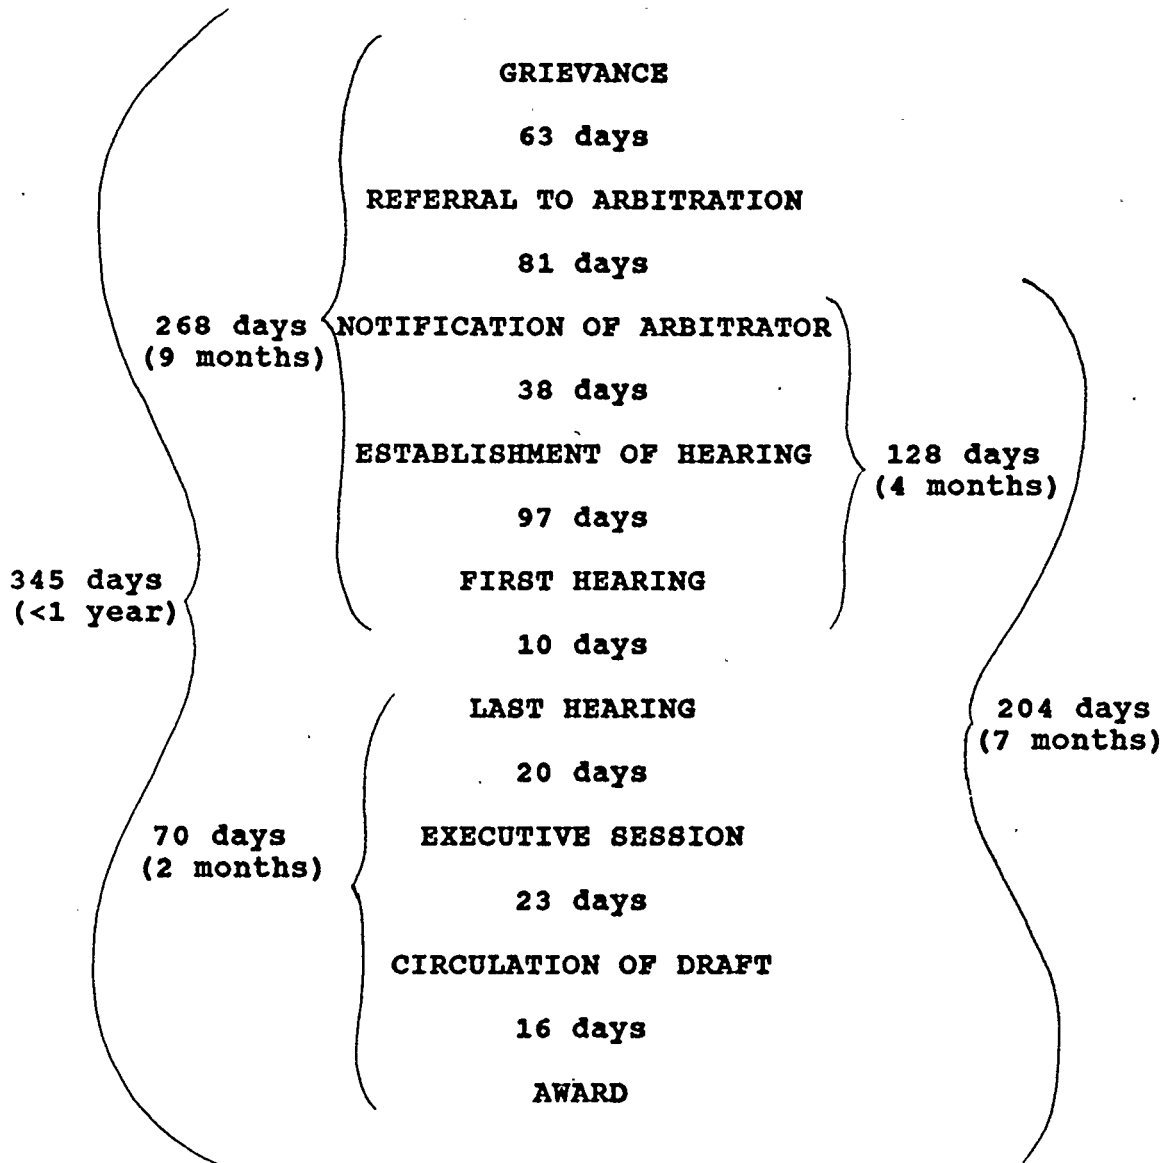 GRIEVANCE
63 days
REFERRAL TO ARBITRATION
81 days
268 days
(9 months)
NOTIFICATION OF ARBITRATOR
38 days
ESTABLISHMENT OF HEARING
128 days
(4 months)
97 days
345 days
(<1 year)
FIRST HEARING
10 days
LAST HEARING
204 days
(7 months)
20 days
70 days
(2 months)
EXECUTIVE SESSION
23 days
CIRCULATION OF DRAFT
16 days
AWARD